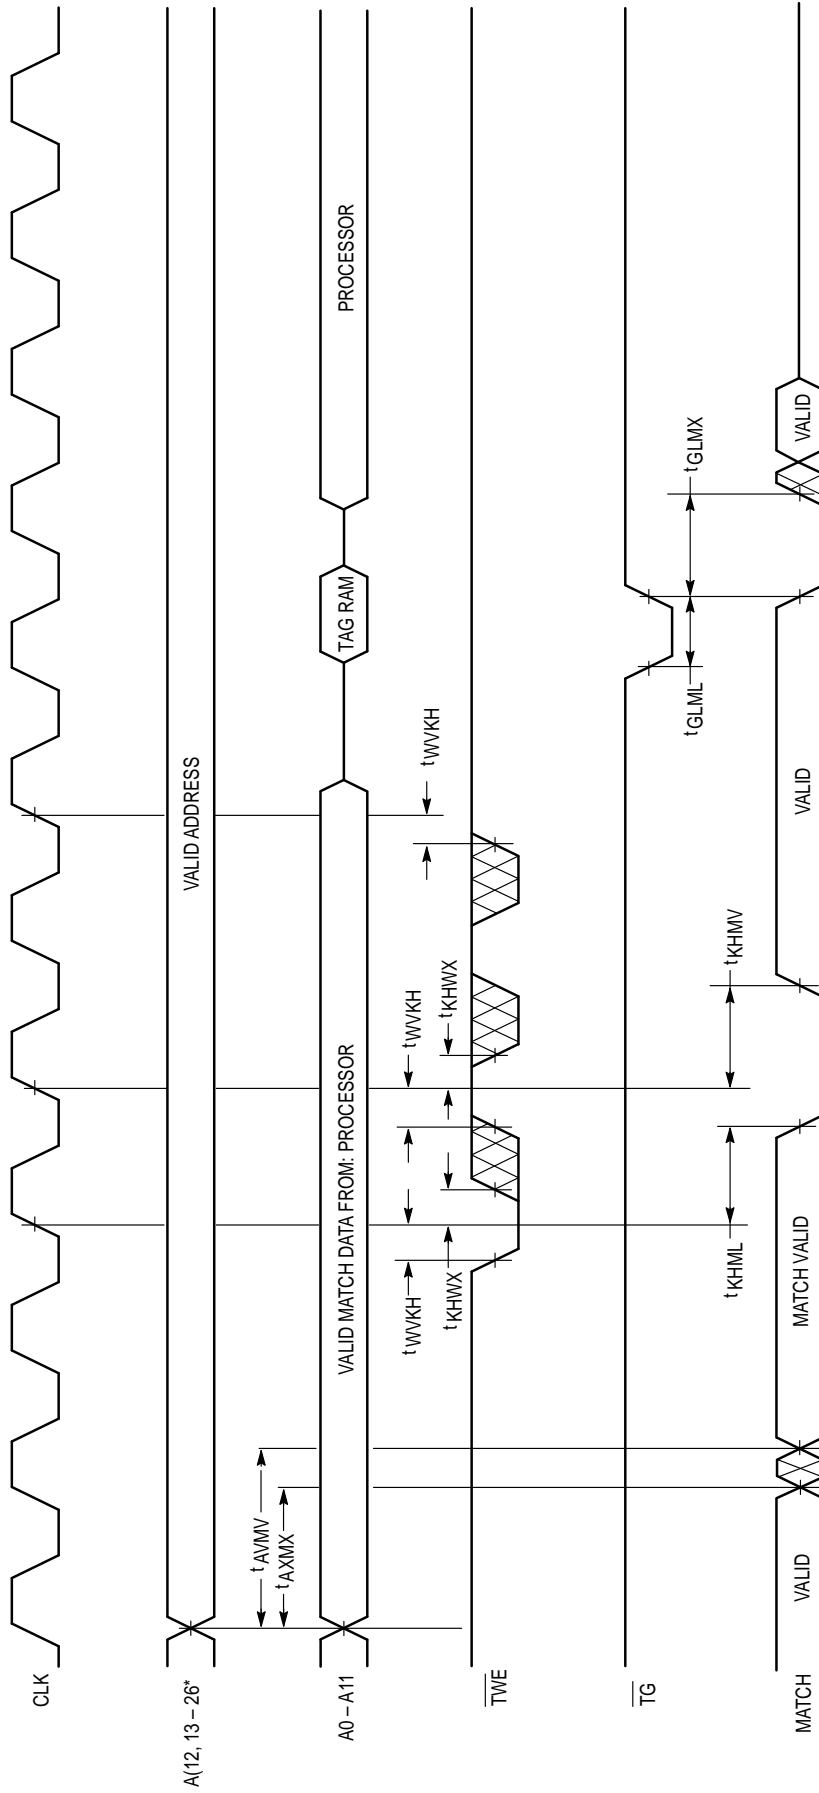 CLK
A(12, 13 – 26*
VALID ADDRESS
A0 – A11
VALID MATCH DATA FROM: PROCESSOR
TAG RAM
PROCESSOR
tAVMV
tAXMX
TWE
tWVKH
tKHWX
tWVKH
tKHWX
tWVKH
TG
tGLML
tGLMX
tKHML
tKHMV
MATCH
VALID
MATCH VALID
VALID
VALID